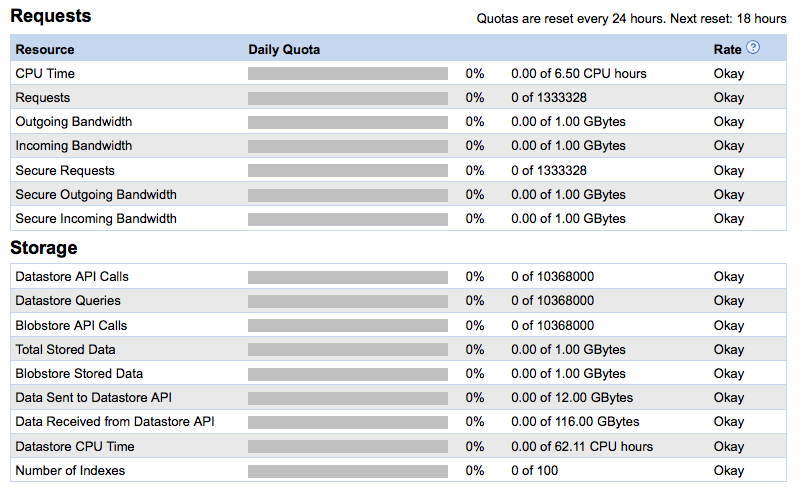 Requests
Quotas are reset every 24 hours. Next reset: 18 hours
Resource Daily Quota Rate ?
CPU Time 0% 0.00 of 6.50 CPU hours Okay
Requests 0% 0 of 1333328 Okay
Outgoing Bandwidth 0% 0.00 of 1.00 GBytes Okay
Incoming Bandwidth 0% 0.00 of 1.00 GBytes Okay
Secure Requests 0% 0 of 1333328 Okay
Secure Outgoing Bandwidth 0% 0.00 of 1.00 GBytes Okay
Secure Incoming Bandwidth 0% 0.00 of 1.00 GBytes Okay
Storage
Datastore API Calls 0% 0 of 10368000 Okay
Datastore Queries 0% 0 of 10368000 Okay
Blobstore API Calls 0% 0 of 10368000 Okay
Total Stored Data 0% 0.00 of 1.00 GBytes Okay
Blobstore Stored Data 0% 0.00 of 1.00 GBytes Okay
Data Sent to Datastore API 0% 0.00 of 12.00 GBytes Okay
Data Received from Datastore API 0% 0.00 of 116.00 GBytes Okay
Datastore CPU Time 0% 0.00 of 62.11 CPU hours Okay
Number of Indexes 0% 0 of 100 Okay